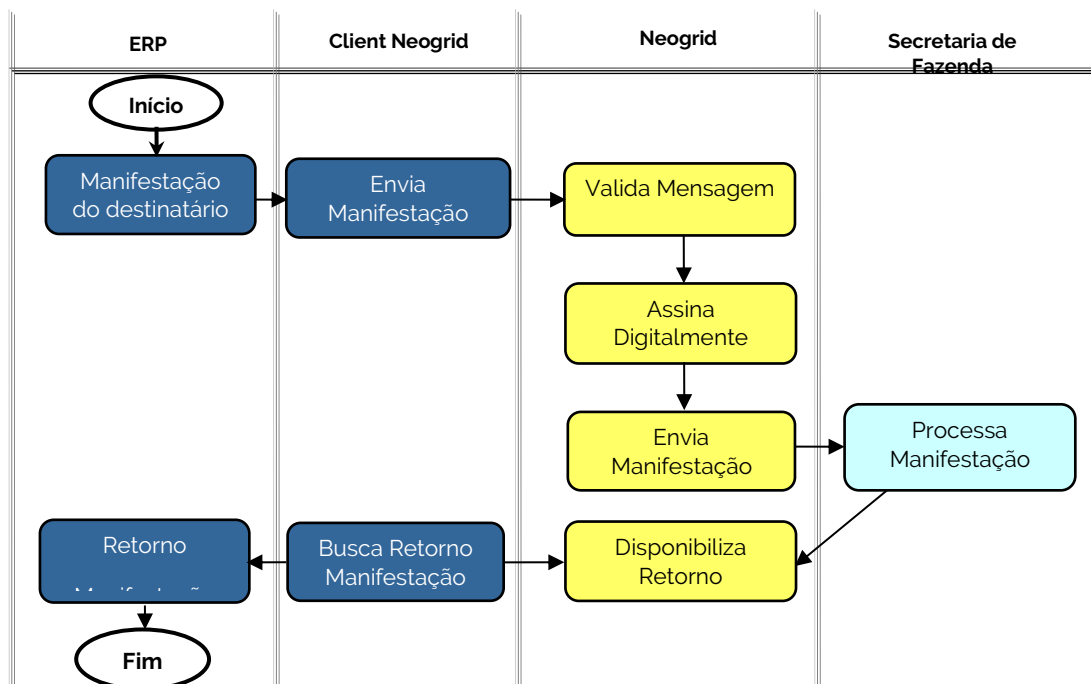 ERP
Client Neogrid
Neogrid
Secretaria de
Fazenda
Início
Manifestação
do destinatário
Envia
Manifestação
Valida Mensagem
Assina
Digitalmente
Envia
Manifestação
Processa
Manifestação
Retorno
Busca Retorno
Manifestação
Disponibiliza
Retorno
Fim